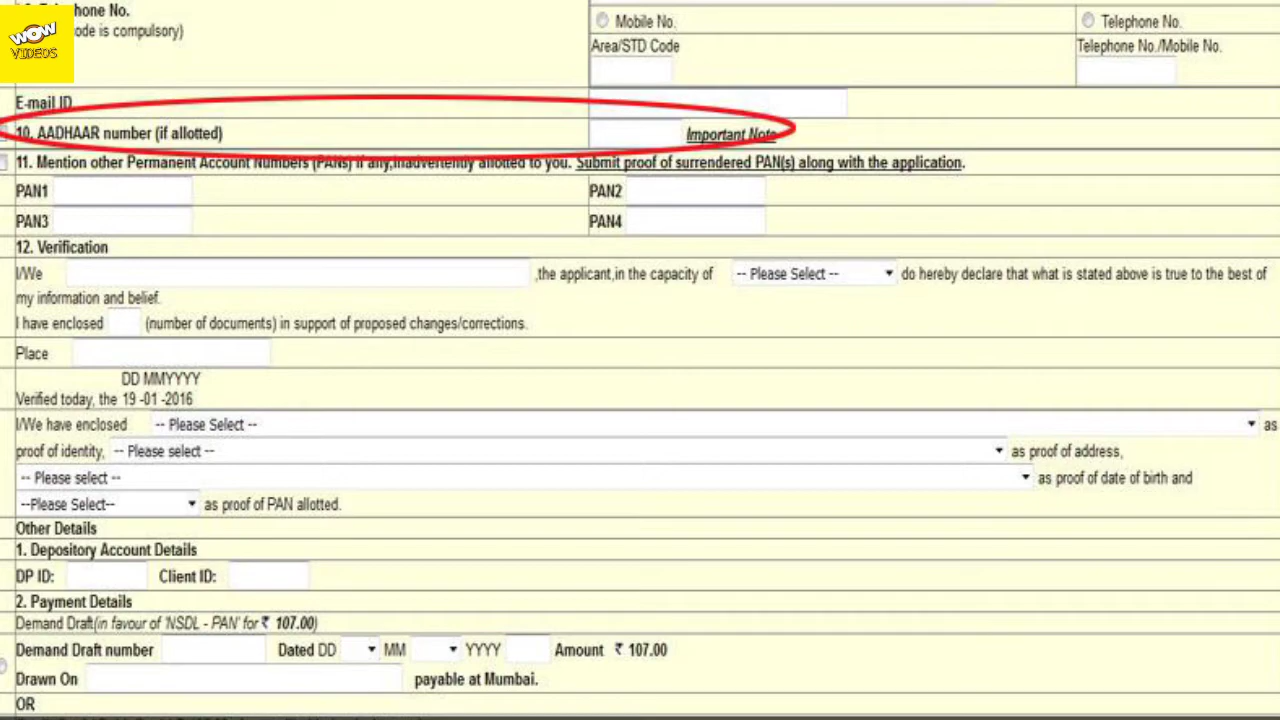 WOW
VIDEOS
Telephone No.
code is compulsory)
Mobile No.
Telephone No.
Area/STD Code
Telephone No./Mobile No.
E-mail ID
10. AADHAAR number (if allotted)
Important Note
11. Mention other Permanent Account Numbers (PANs) if any,inadvertently allotted to you. Submit proof of surrendered PAN(s) along with the application.
PAN1
PAN2
PAN3
PAN4
12. Verification
I/We ,the applicant,in the capacity of -- Please Select -- do hereby declare that what is stated above is true to the best of
my information and belief.
I have enclosed (number of documents) in support of proposed changes/corrections.
Place
DD MMYYYY
Verified today, the 19 -01 -2016
I/We have enclosed -- Please Select -- as
proof of identity, -- Please select -- as proof of address,
-- Please select -- as proof of date of birth and
--Please Select-- as proof of PAN allotted.
Other Details
1. Depository Account Details
DP ID: Client ID:
2. Payment Details
Demand Draft(in favour of 'NSDL - PAN' for ₹ 107.00)
Demand Draft number Dated DD MM YYYY Amount ₹ 107.00
Drawn On payable at Mumbai.
OR